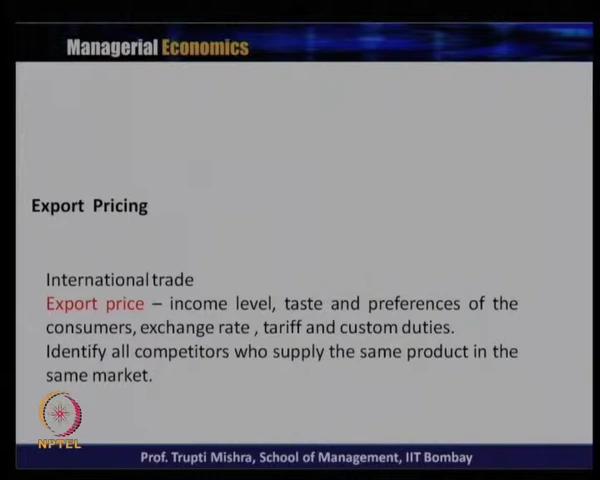 Managerial Economics
Export Pricing
International trade
Export price – income level, taste and preferences of the
consumers, exchange rate , tariff and custom duties.
Identify all competitors who supply the same product in the
same market.
NPTEL
Prof. Trupti Mishra, School of Management, IIT Bombay